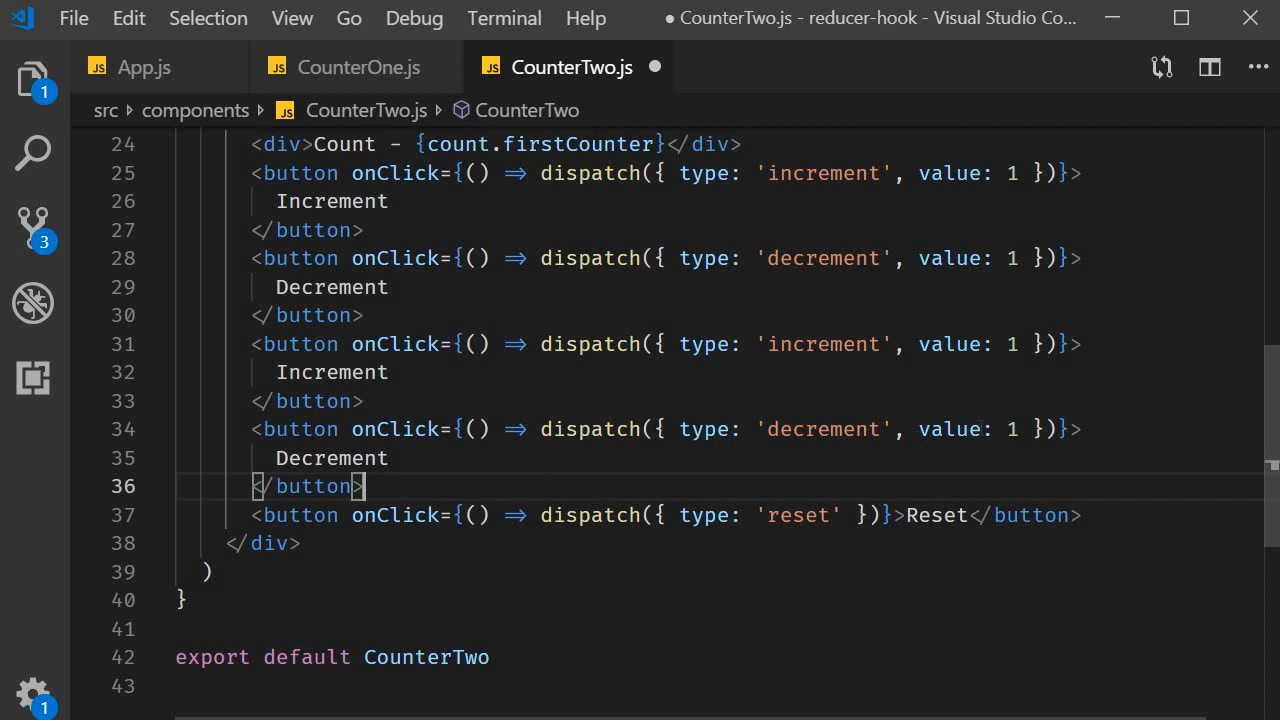 File Edit Selection View Go Debug Terminal Help ● CounterTwo.js - reducer-hook - Visual Studio Co...
JS App.js JS CounterOne.js JS CounterTwo.js
src components JS CounterTwo.js CounterTwo
1
3
1
24 <div>Count - {count.firstCounter}</div>
25 <button onClick={() => dispatch({ type: 'increment', value: 1 })}>
26 Increment
27 </button>
28 <button onClick={() => dispatch({ type: 'decrement', value: 1 })}>
29 Decrement
30 </button>
31 <button onClick={() => dispatch({ type: 'increment', value: 1 })}>
32 Increment
33 </button>
34 <button onClick={() => dispatch({ type: 'decrement', value: 1 })}>
35 Decrement
36 </button>
37 <button onClick={() => dispatch({ type: 'reset' })}>Reset</button>
38 </div>
39 )
40 }
41
42 export default CounterTwo
43